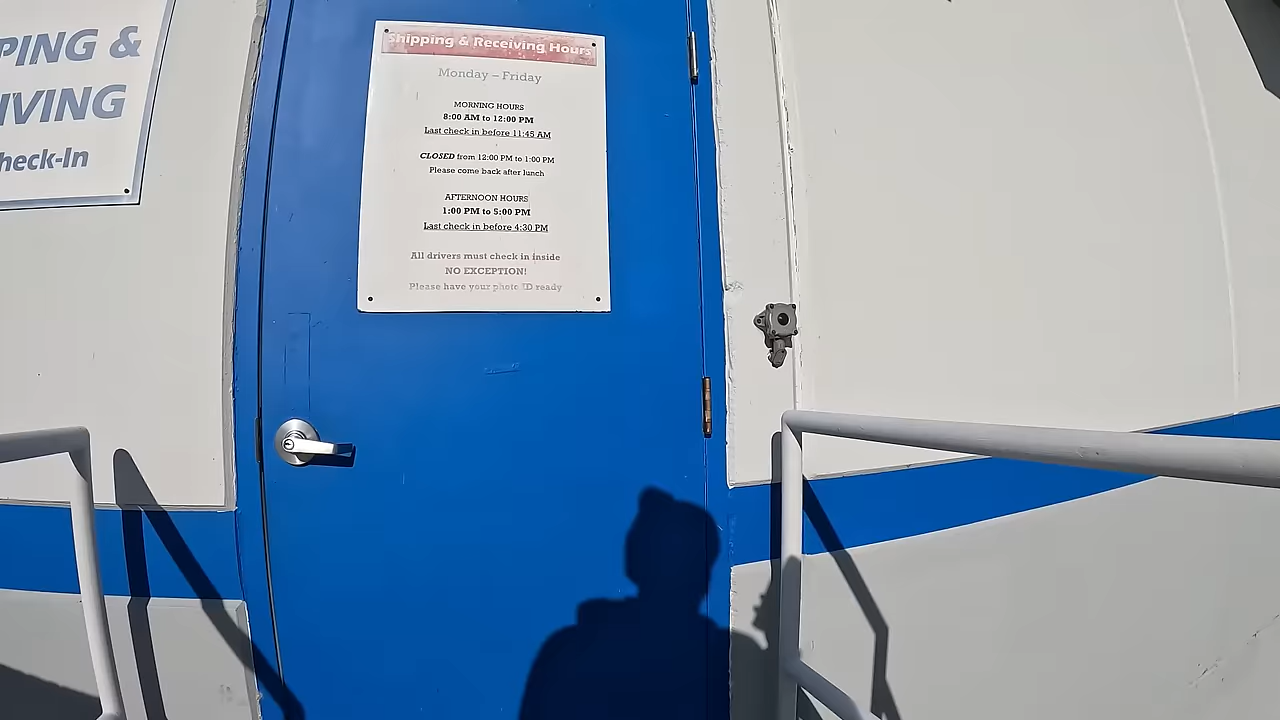 PING &
IVING
heck-In
Shipping & Receiving Hours
Monday – Friday
MORNING HOURS
8:00 AM to 12:00 PM
Last check in before 11:45 AM
CLOSED from 12:00 PM to 1:00 PM
Please come back after lunch
AFTERNOON HOURS
1:00 PM to 5:00 PM
Last check in before 4:30 PM
All drivers must check in inside
NO EXCEPTION!
Please have your photo ID ready